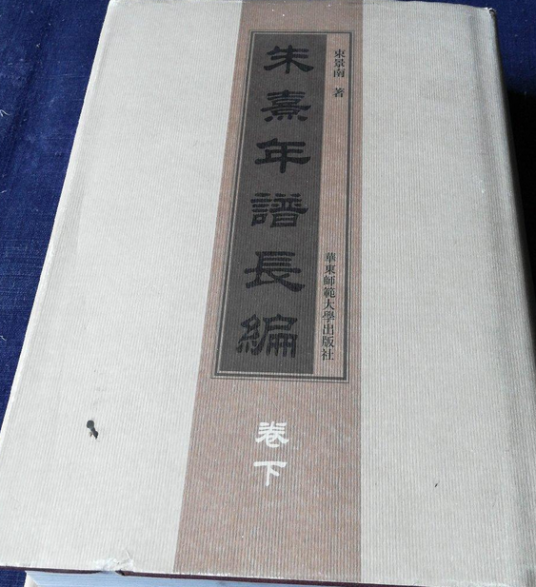 束景南 著
朱熹年譜長編
華東師範大學出版社
卷下